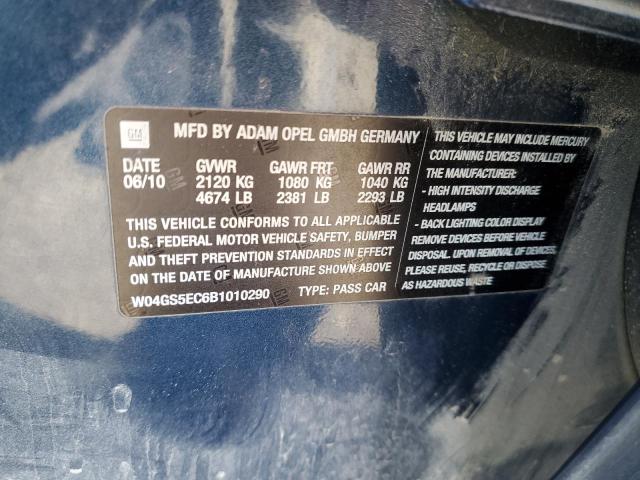 GM
MFD BY ADAM OPEL GMBH GERMANY
DATE GVWR GAWR FRT GAWR RR
06/10 2120 KG 1080 KG 1040 KG
4674 LB 2381 LB 2293 LB
THIS VEHICLE CONFORMS TO ALL APPLICABLE
U.S. FEDERAL MOTOR VEHICLE SAFETY, BUMPER
AND THEFT PREVENTION STANDARDS IN EFFECT
ON THE DATE OF MANUFACTURE SHOWN ABOVE
W04GS5EC6B1010290 TYPE: PASS CAR
THIS VEHICLE MAY INCLUDE MERCURY
CONTAINING DEVICES INSTALLED BY
THE MANUFACTURER:
- HIGH INTENSITY DISCHARGE
HEADLAMPS
- BACK LIGHTING COLOR DISPLAY
REMOVE DEVICES BEFORE VEHICLE
DISPOSAL. UPON REMOVAL OF DEVICES.
PLEASE REUSE, RECYCLE OR DISPOSE
AS HAZARDOUS WASTE